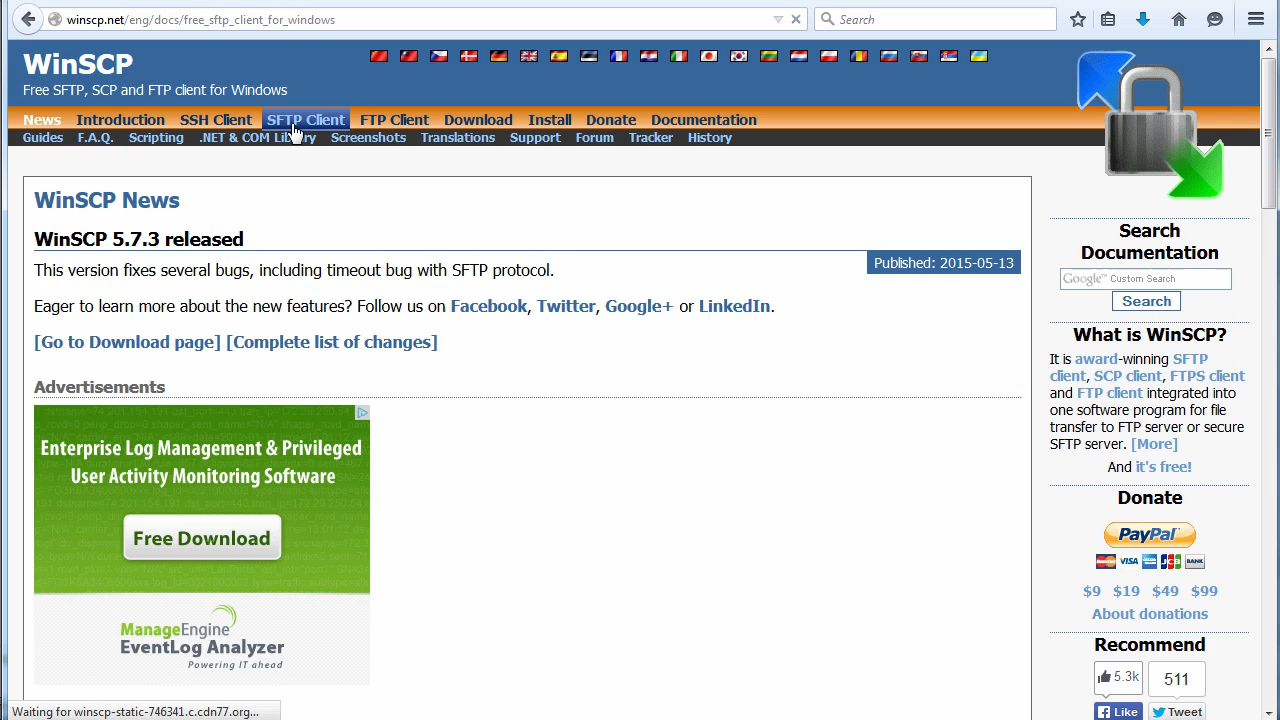 winscp.net/eng/docs/free_sftp_client_for_windows
Search
WinSCP
Free SFTP, SCP and FTP client for Windows
News Introduction SSH Client SFTP Client FTP Client Download Install Donate Documentation
Guides F.A.Q. Scripting .NET & COM Library Screenshots Translations Support Forum Tracker History
WinSCP News
WinSCP 5.7.3 released
Published: 2015-05-13
This version fixes several bugs, including timeout bug with SFTP protocol.
Eager to learn more about the new features? Follow us on Facebook, Twitter, Google+ or LinkedIn.
[Go to Download page] [Complete list of changes]
Advertisements
Enterprise Log Management & Privileged
User Activity Monitoring Software
Free Download
ManageEngine
EventLog Analyzer
Powering IT ahead
Search
Documentation
Google™ Custom Search
Search
What is WinSCP?
It is award-winning SFTP
client, SCP client, FTPS client
and FTP client integrated into
one software program for file
transfer to FTP server or secure
SFTP server. [More]
And it's free!
Donate
PayPal
VISA JCB BANK
$9 $19 $49 $99
About donations
Recommend
5.3k 511
Like Tweet
Waiting for winscp-static-746341.c.cdn77.org...